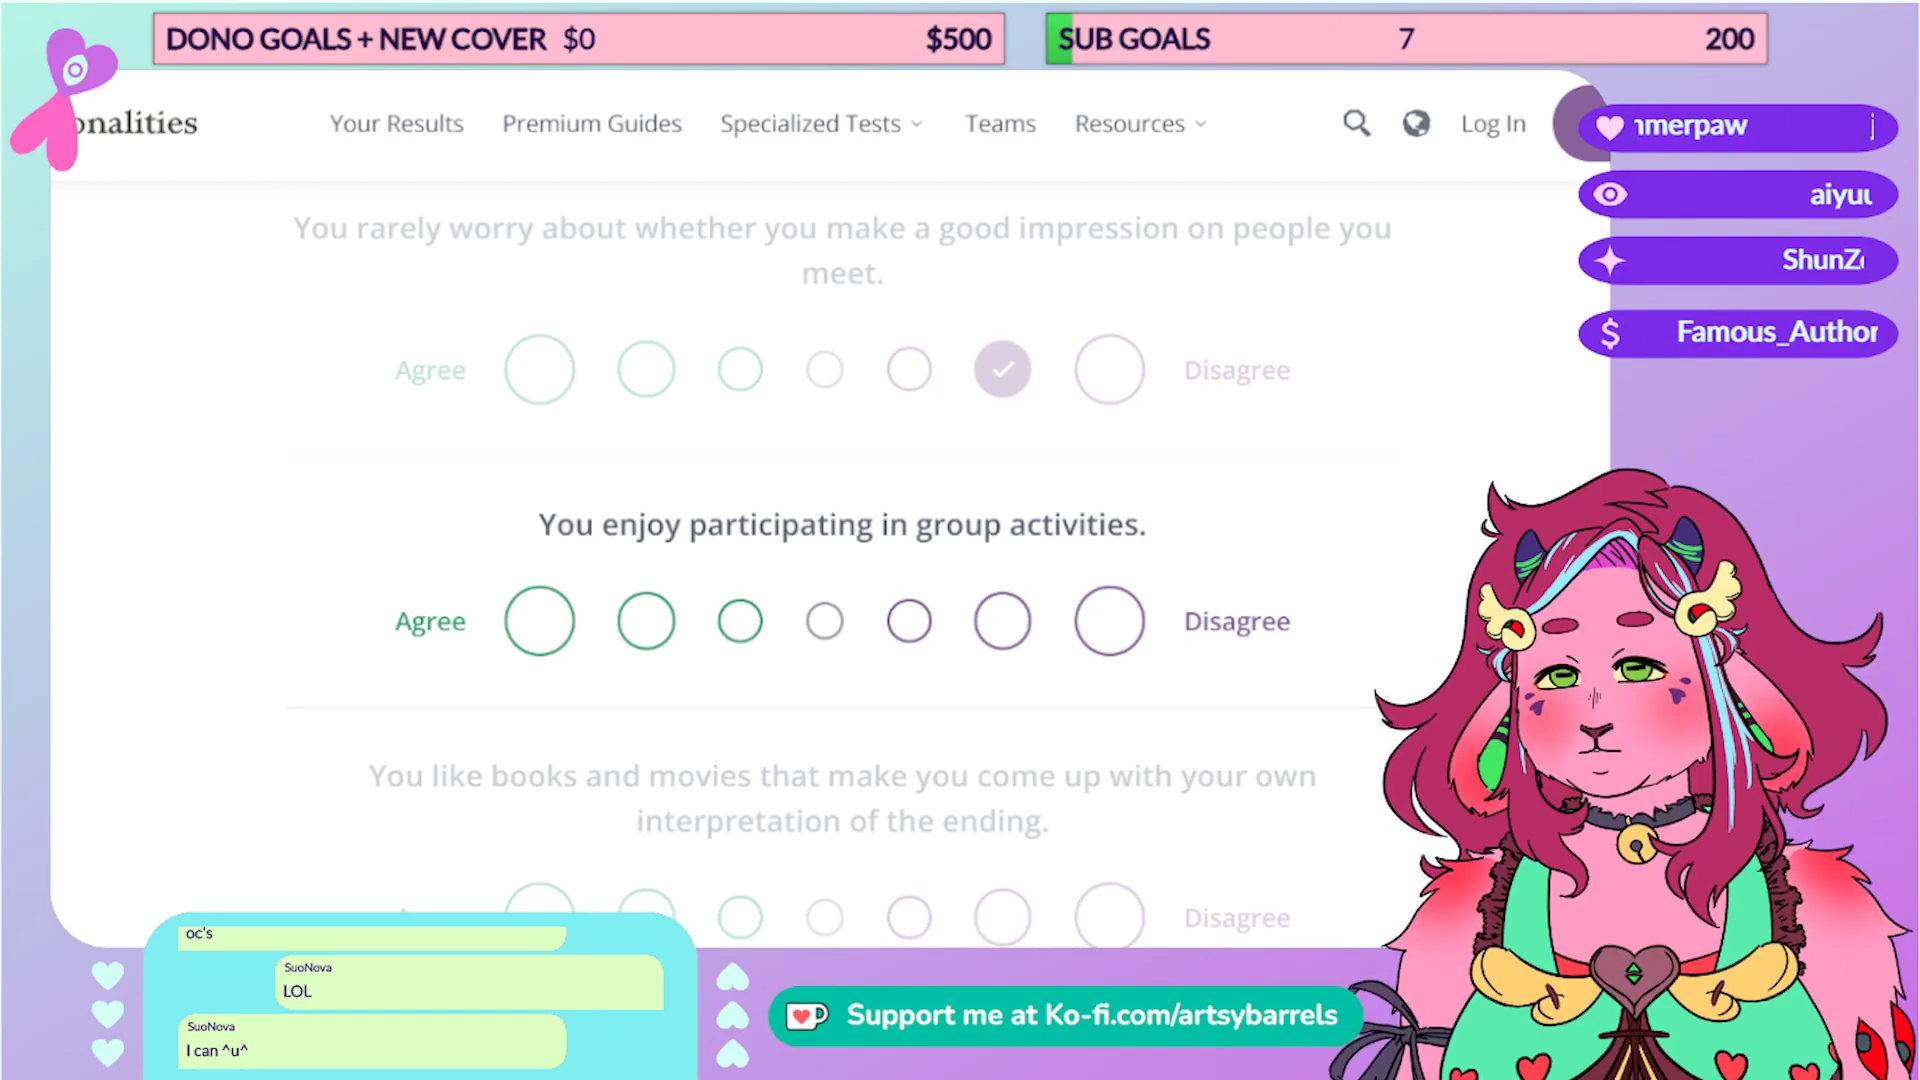 DONO GOALS + NEW COVER $0 $500
SUB GOALS 7 200
onalities
Your Results
Premium Guides
Specialized Tests
Teams
Resources
Log In
merpaw
aiyuu
ShunZ
Famous_Author
You rarely worry about whether you make a good impression on people you
meet.
Agree
Disagree
You enjoy participating in group activities.
Agree
Disagree
You like books and movies that make you come up with your own
interpretation of the ending.
Disagree
oc's
SuoNova
LOL
SuoNova
I can ^u^
Support me at Ko-fi.com/artsybarrels